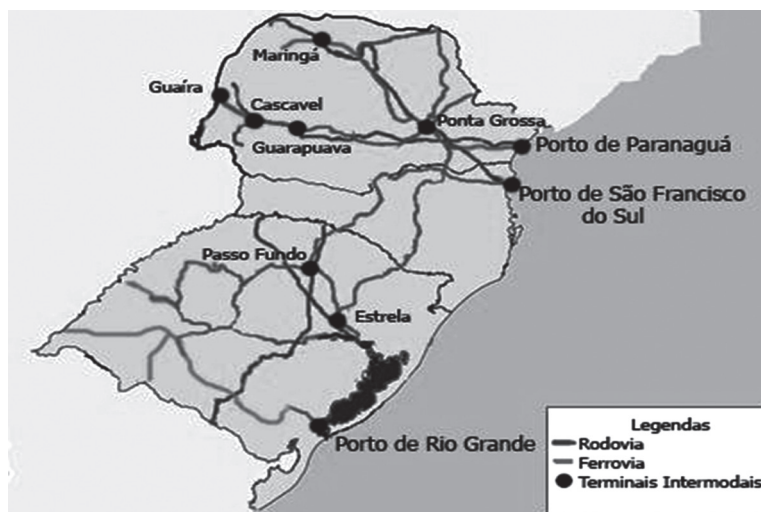 Maringá
Guaíra
Cascavel
Guarapuava
Ponta Grossa
Porto de Paranaguá
Porto de São Francisco
do Sul
Passo Fundo
Estrela
Porto de Rio Grande
Legendas
Rodovia
Ferrovia
Terminais Intermodais